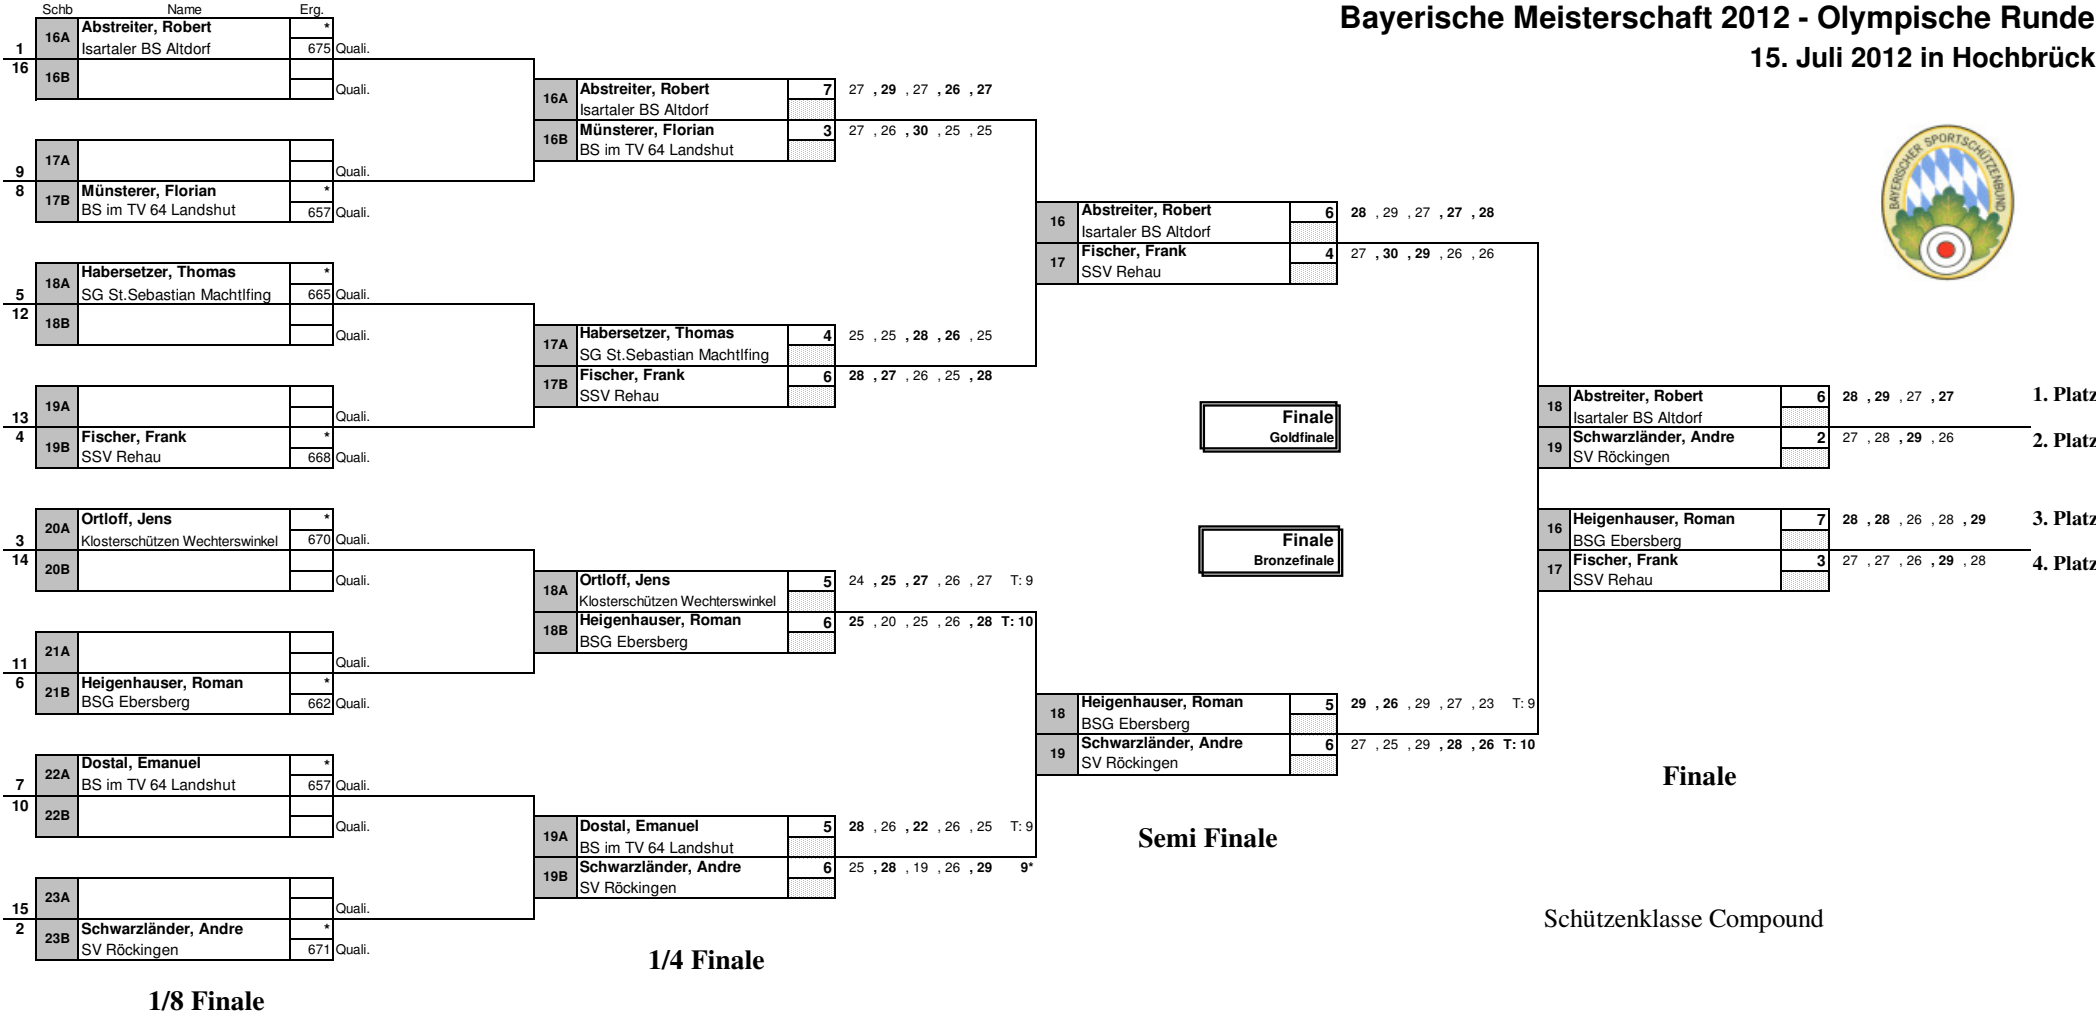 Bayerische Meisterschaft 2012 - Olympische Runde
15. Juli 2012 in Hochbrück
BAYERISCHER SPORTSCHÜTZENBUND
Schb Name Erg.
16A Abstreiter, Robert *
1 Isartaler BS Altdorf 675 Quali.
16 16B
Quali.
17A
9 Quali.
8 17B Münsterer, Florian *
BS im TV 64 Landshut 657 Quali.
18A Habersetzer, Thomas *
5 SG St.Sebastian Machtlfing 665 Quali.
12 18B
Quali.
19A
13 Quali.
4 19B Fischer, Frank *
SSV Rehau 668 Quali.
20A Ortloff, Jens *
3 Klosterschützen Wechterswinkel 670 Quali.
14 20B
Quali.
21A
11 Quali.
6 21B Heigenhauser, Roman *
BSG Ebersberg 662 Quali.
22A Dostal, Emanuel *
7 BS im TV 64 Landshut 657 Quali.
10 22B
Quali.
23A
15 Quali.
2 23B Schwarzländer, Andre *
SV Röckingen 671 Quali.
1/8 Finale
16A Abstreiter, Robert 7 27 , 29 , 27 , 26 , 27
Isartaler BS Altdorf
16B Münsterer, Florian 3 27 , 26 , 30 , 25 , 25
BS im TV 64 Landshut
17A Habersetzer, Thomas 4 25 , 25 , 28 , 26 , 25
SG St.Sebastian Machtlfing
17B Fischer, Frank 6 28 , 27 , 26 , 25 , 28
SSV Rehau
18A Ortloff, Jens 5 24 , 25 , 27 , 26 , 27 T: 9
Klosterschützen Wechterswinkel
18B Heigenhauser, Roman 6 25 , 20 , 25 , 26 , 28 T: 10
BSG Ebersberg
19A Dostal, Emanuel 5 28 , 26 , 22 , 26 , 25 T: 9
BS im TV 64 Landshut
19B Schwarzländer, Andre 6 25 , 28 , 19 , 26 , 29 9*
SV Röckingen
1/4 Finale
16 Abstreiter, Robert 6 28 , 29 , 27 , 27 , 28
Isartaler BS Altdorf
17 Fischer, Frank 4 27 , 30 , 29 , 26 , 26
SSV Rehau
18 Heigenhauser, Roman 5 29 , 26 , 29 , 27 , 23 T: 9
BSG Ebersberg
19 Schwarzländer, Andre 6 27 , 25 , 29 , 28 , 26 T: 10
SV Röckingen
Semi Finale
Finale
Goldfinale
18 Abstreiter, Robert 6 28 , 29 , 27 , 27 1. Platz
Isartaler BS Altdorf
19 Schwarzländer, Andre 2 27 , 28 , 29 , 26 2. Platz
SV Röckingen
Finale
Bronzefinale
16 Heigenhauser, Roman 7 28 , 28 , 26 , 28 , 29 3. Platz
BSG Ebersberg
17 Fischer, Frank 3 27 , 27 , 26 , 29 , 28 4. Platz
SSV Rehau
Finale
Schützenklasse Compound